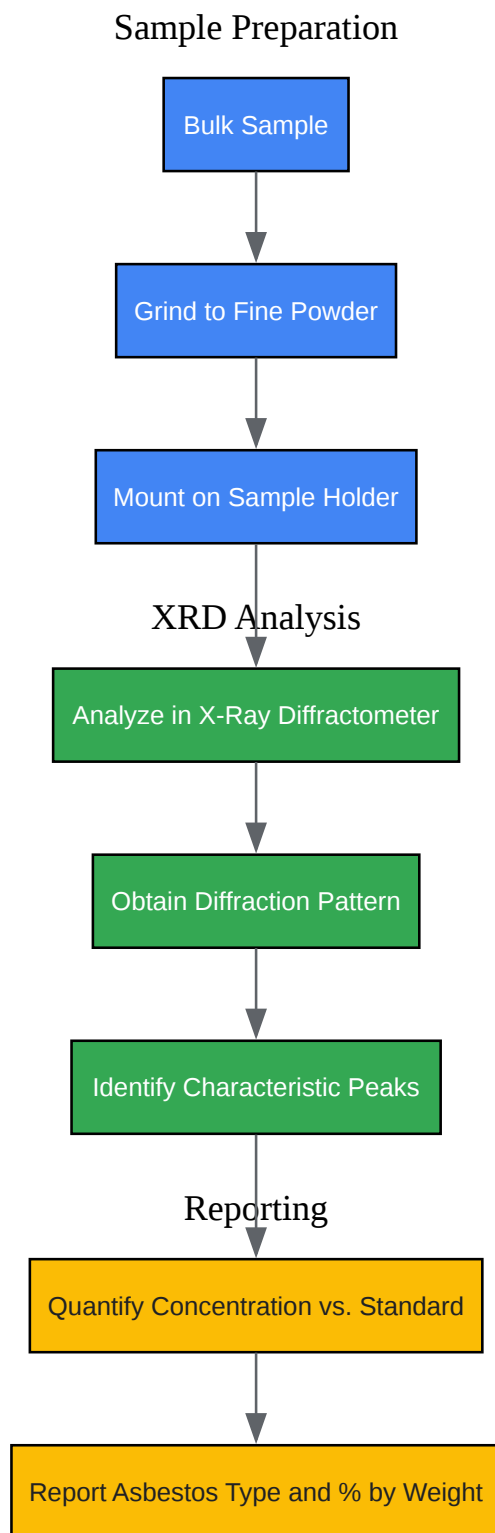 Sample Preparation
Bulk Sample
Grind to Fine Powder
Mount on Sample Holder
XRD Analysis
Analyze in X-Ray Diffractometer
Obtain Diffraction Pattern
Identify Characteristic Peaks
Reporting
Quantify Concentration vs. Standard
Report Asbestos Type and % by Weight